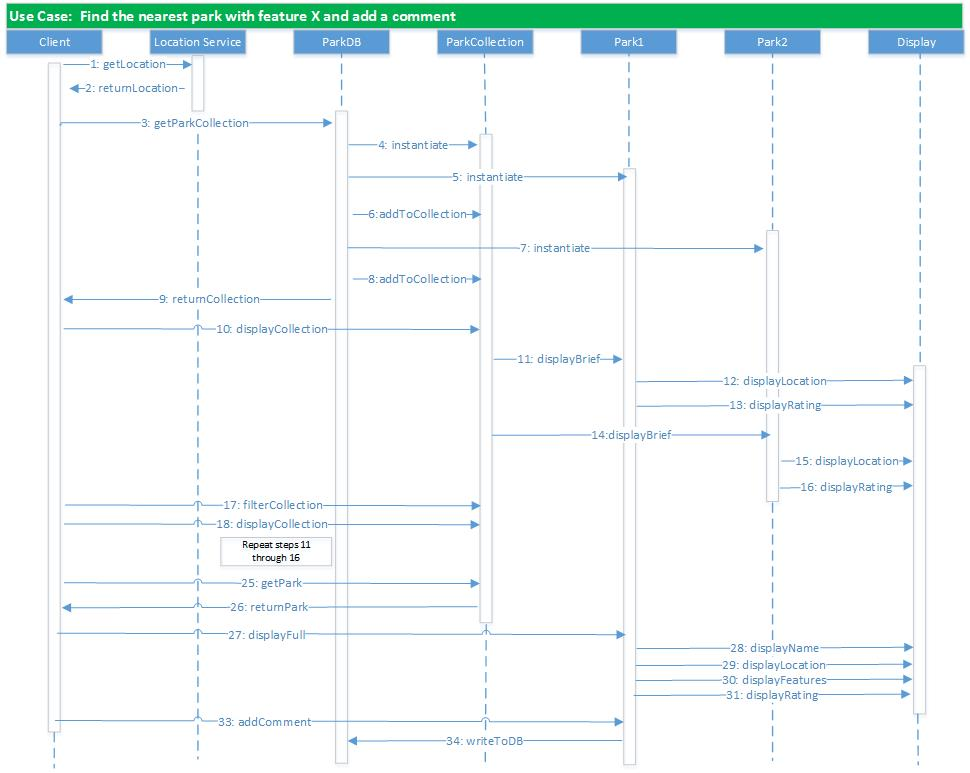 Use Case:  Find the nearest park with feature X and add a comment
Client
Location Service
ParkDB
ParkCollection
Park1
Park2
Display
1: getLocation
2: returnLocation
3: getParkCollection
4: instantiate
5: instantiate
6:addToCollection
7: instantiate
8:addToCollection
9: returnCollection
10: displayCollection
11: displayBrief
12: displayLocation
13: displayRating
14:displayBrief
15: displayLocation
16: displayRating
17: filterCollection
18: displayCollection
Repeat steps 11
through 16
25: getPark
26: returnPark
27: displayFull
28: displayName
29: displayLocation
30: displayFeatures
31: displayRating
33: addComment
34: writeToDB